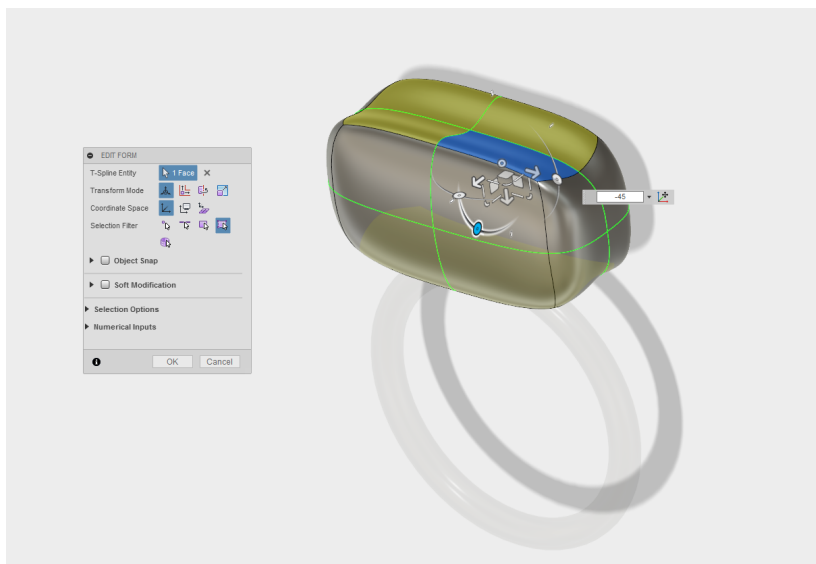 EDIT FORM
T-Spline Entity 1 Face
Transform Mode
Coordinate Space
Selection Filter
Object Snap
Soft Modification
Selection Options
Numerical Inputs
OK Cancel
-45